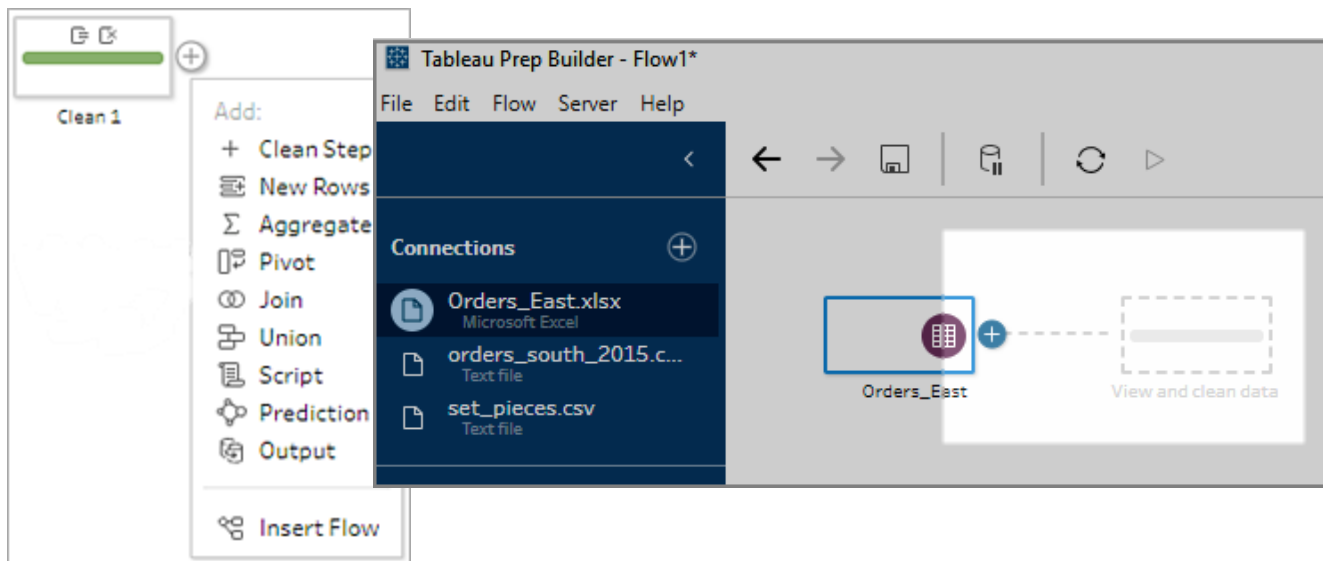 Clean 1
Add:
Clean Step
New Rows
Aggregate
Pivot
Join
Union
Script
Prediction
Output
Insert Flow
Tableau Prep Builder - Flow1*
File Edit Flow Server Help
Connections
Orders_East.xlsx
Microsoft Excel
orders_south_2015.c...
Text file
set_pieces.csv
Text file
Orders_East
View and clean data